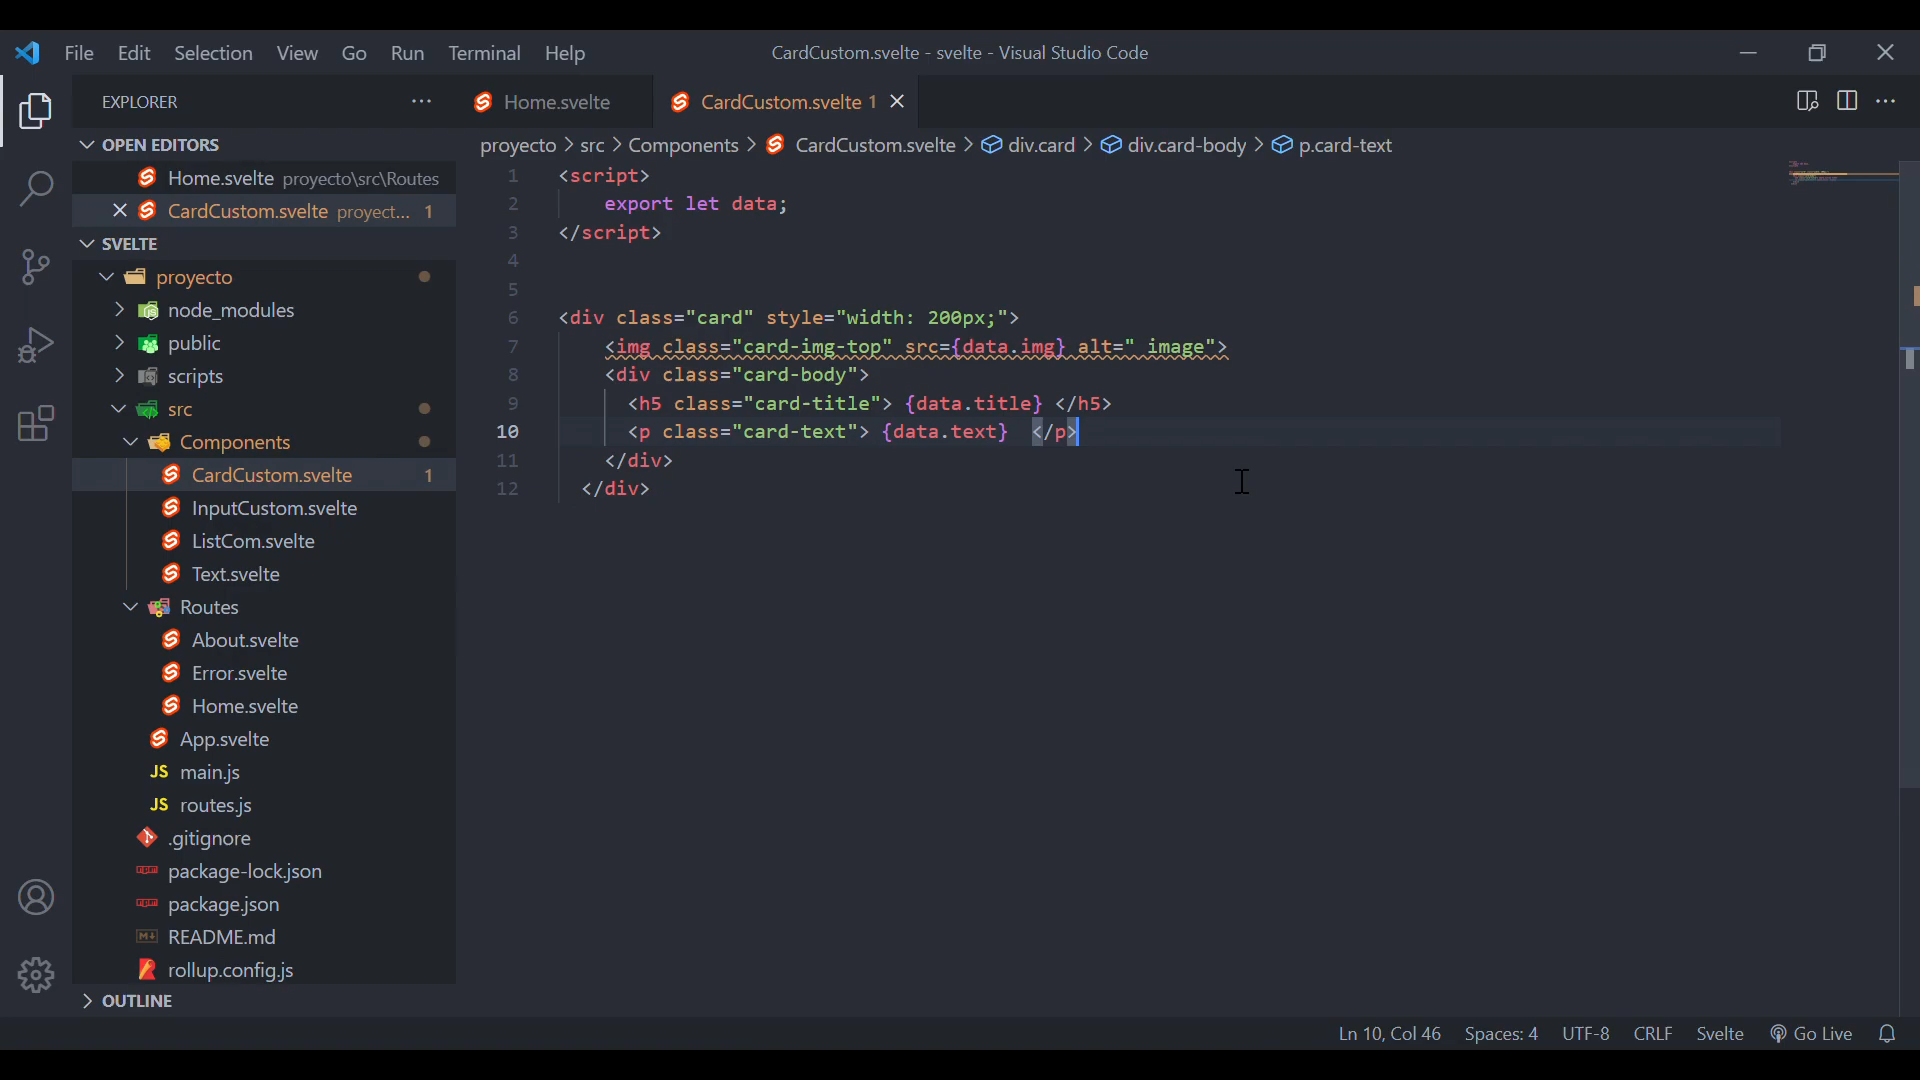 File Edit Selection View Go Run Terminal Help CardCustom.svelte - svelte - Visual Studio Code
EXPLORER
Home.svelte
CardCustom.svelte 1
OPEN EDITORS
Home.svelte proyecto\src\Routes
CardCustom.svelte proyect... 1
SVELTE
proyecto
node_modules
public
scripts
src
Components
CardCustom.svelte 1
InputCustom.svelte
ListCom.svelte
Text.svelte
Routes
About.svelte
Error.svelte
Home.svelte
App.svelte
JS main.js
JS routes.js
.gitignore
package-lock.json
package.json
README.md
rollup.config.js
OUTLINE
proyecto > src > Components > CardCustom.svelte > div.card > div.card-body > p.card-text
1 <script>
2 export let data;
3 </script>
4
5
6 <div class="card" style="width: 200px;">
7 <img class="card-img-top" src={data.img} alt=" image">
8 <div class="card-body">
9 <h5 class="card-title"> {data.title} </h5>
10 <p class="card-text"> {data.text}  </p>
11 </div>
12 </div>
Ln 10, Col 46 Spaces: 4 UTF-8 CRLF Svelte Go Live